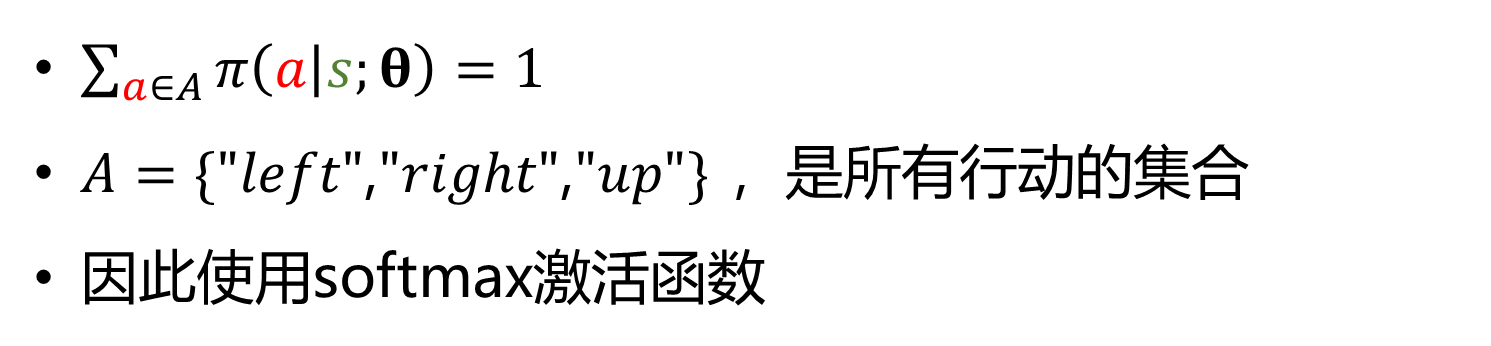 • ∑_{a∈A} π(a|s; θ) = 1
• A = {"left","right","up"}，是所有行动的集合
• 因此使用softmax激活函数